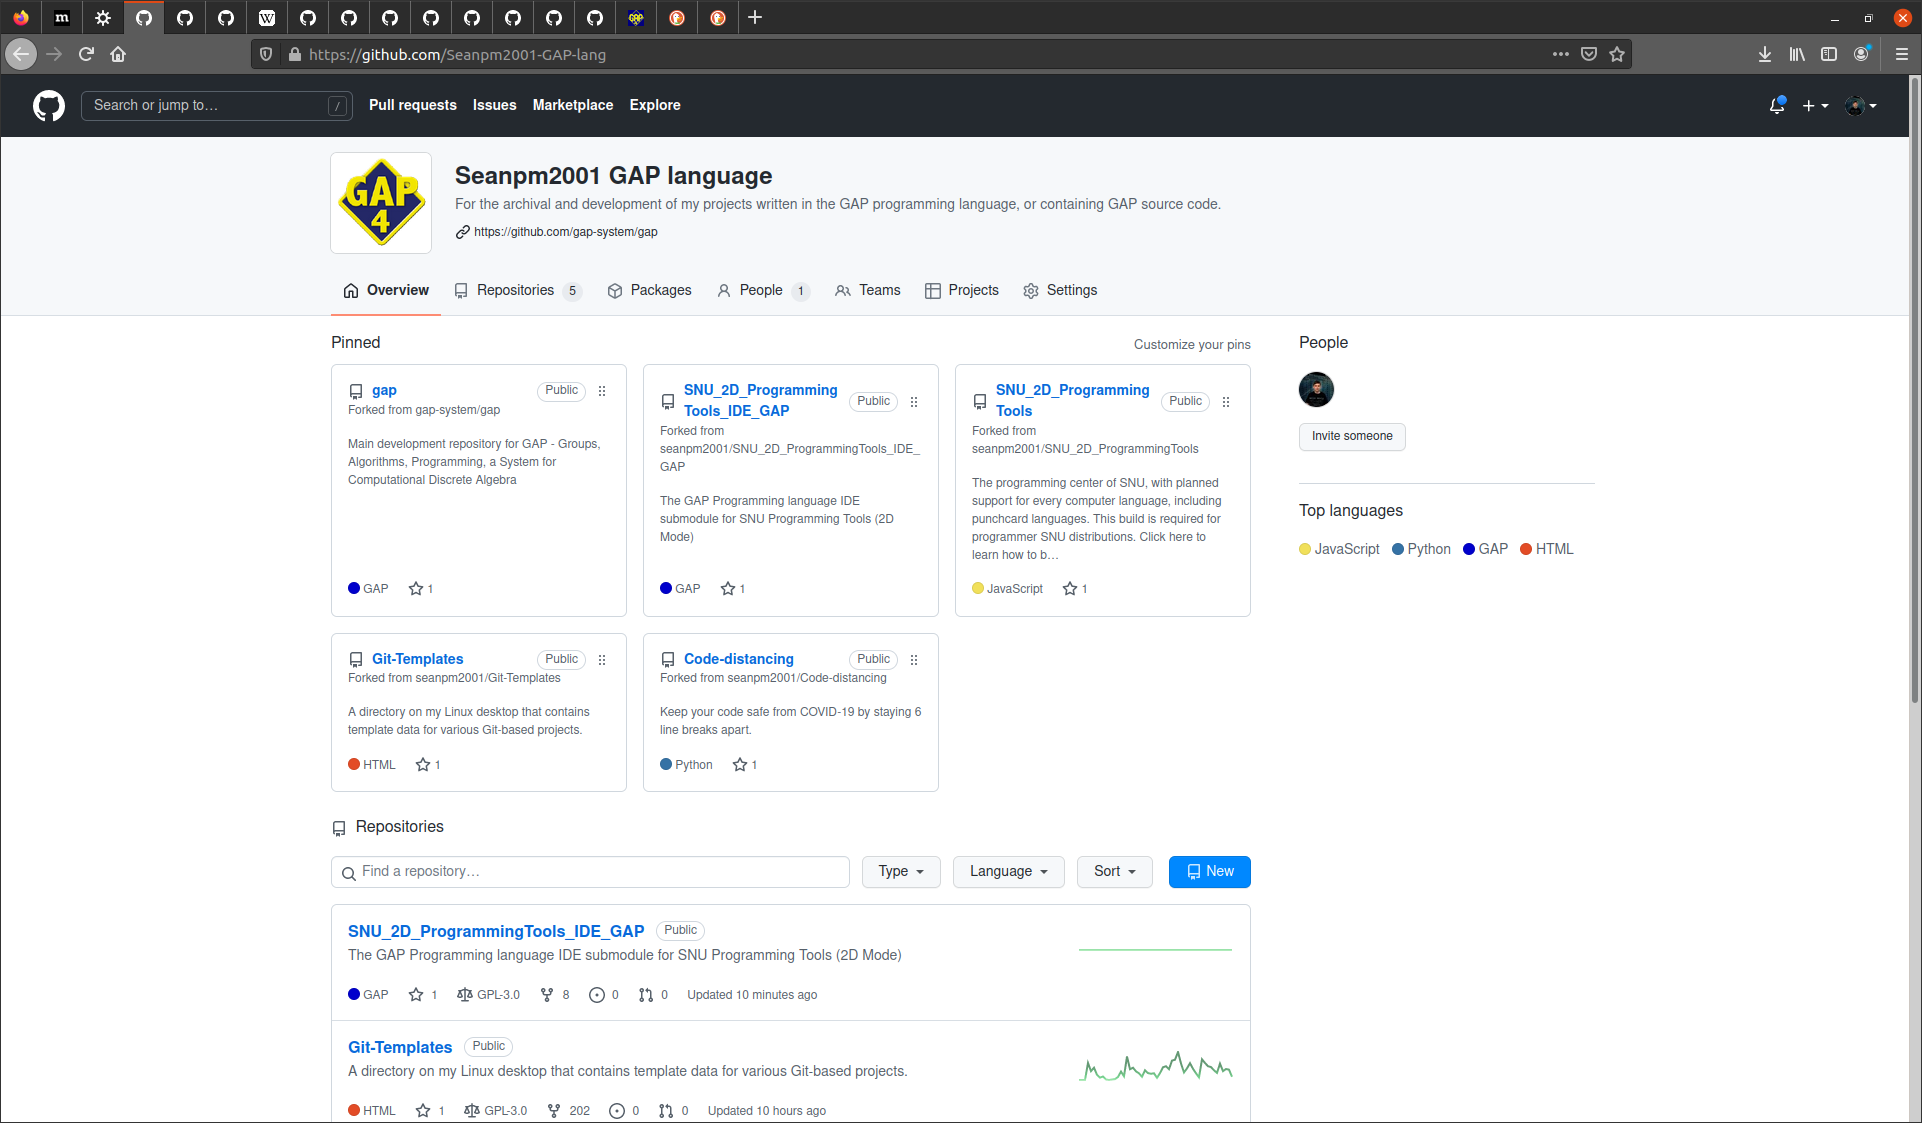 m
W
GAP
https://github.com/Seanpm2001-GAP-lang
Search or jump to…
/
Pull requests
Issues
Marketplace
Explore
GAP
4
Seanpm2001 GAP language
For the archival and development of my projects written in the GAP programming language, or containing GAP source code.
https://github.com/gap-system/gap
Overview
Repositories 5
Packages
People 1
Teams
Projects
Settings
Pinned
Customize your pins
gap Public
Forked from gap-system/gap
Main development repository for GAP - Groups,
Algorithms, Programming, a System for
Computational Discrete Algebra
GAP 1
SNU_2D_Programming
Tools_IDE_GAP
Public
Forked from
seanpm2001/SNU_2D_ProgrammingTools_IDE_
GAP
The GAP Programming language IDE
submodule for SNU Programming Tools (2D
Mode)
GAP 1
SNU_2D_Programming
Tools
Public
Forked from
seanpm2001/SNU_2D_ProgrammingTools
The programming center of SNU, with planned
support for every computer language, including
punchcard languages. This build is required for
programmer SNU distributions. Click here to
learn how to b…
JavaScript 1
Git-Templates Public
Forked from seanpm2001/Git-Templates
A directory on my Linux desktop that contains
template data for various Git-based projects.
HTML 1
Code-distancing Public
Forked from seanpm2001/Code-distancing
Keep your code safe from COVID-19 by staying 6
line breaks apart.
Python 1
People
Invite someone
Top languages
JavaScript Python GAP HTML
Repositories
Find a repository…
Type
Language
Sort
New
SNU_2D_ProgrammingTools_IDE_GAP Public
The GAP Programming language IDE submodule for SNU Programming Tools (2D Mode)
GAP 1 GPL-3.0 8 0 0 Updated 10 minutes ago
Git-Templates Public
A directory on my Linux desktop that contains template data for various Git-based projects.
HTML 1 GPL-3.0 202 0 0 Updated 10 hours ago